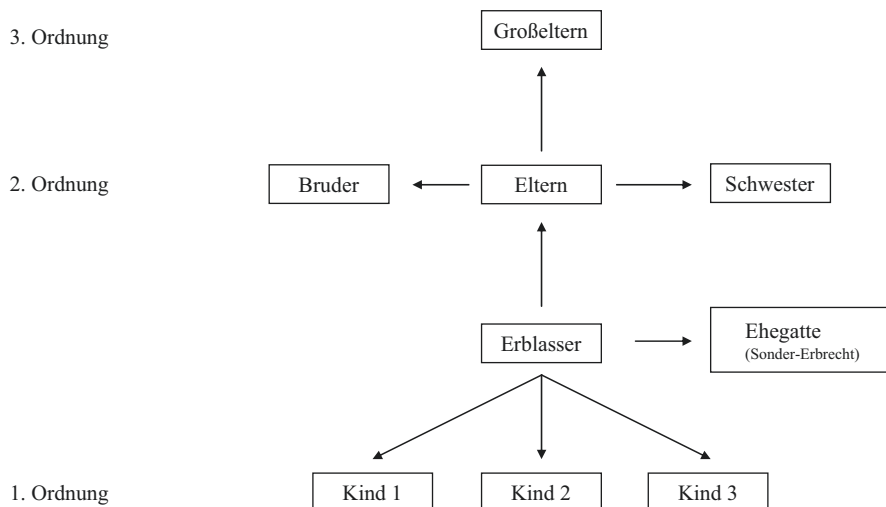 3. Ordnung
Großeltern
2. Ordnung
Bruder
Eltern
Schwester
Erblasser
Ehegatte
(Sonder-Erbrecht)
1. Ordnung
Kind 1
Kind 2
Kind 3